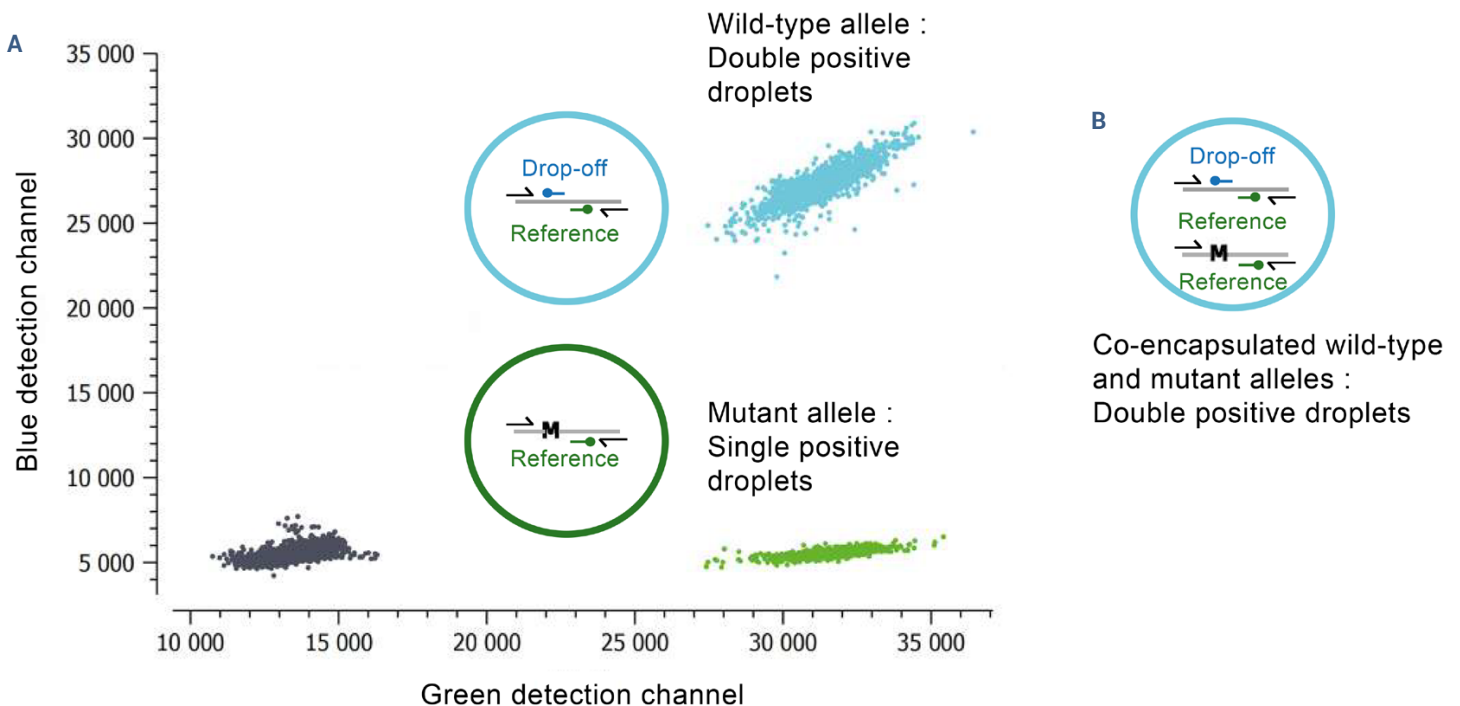 A
Blue detection channel
35 000
30 000
25 000
20 000
15 000
10 000
5 000
10 000
15 000
20 000
25 000
30 000
35 000
Green detection channel
Drop-off
Reference
Wild-type allele :
Double positive
droplets
M
Reference
Mutant allele :
Single positive
droplets
B
Drop-off
Reference
M
Reference
Co-encapsulated wild-type
and mutant alleles :
Double positive droplets